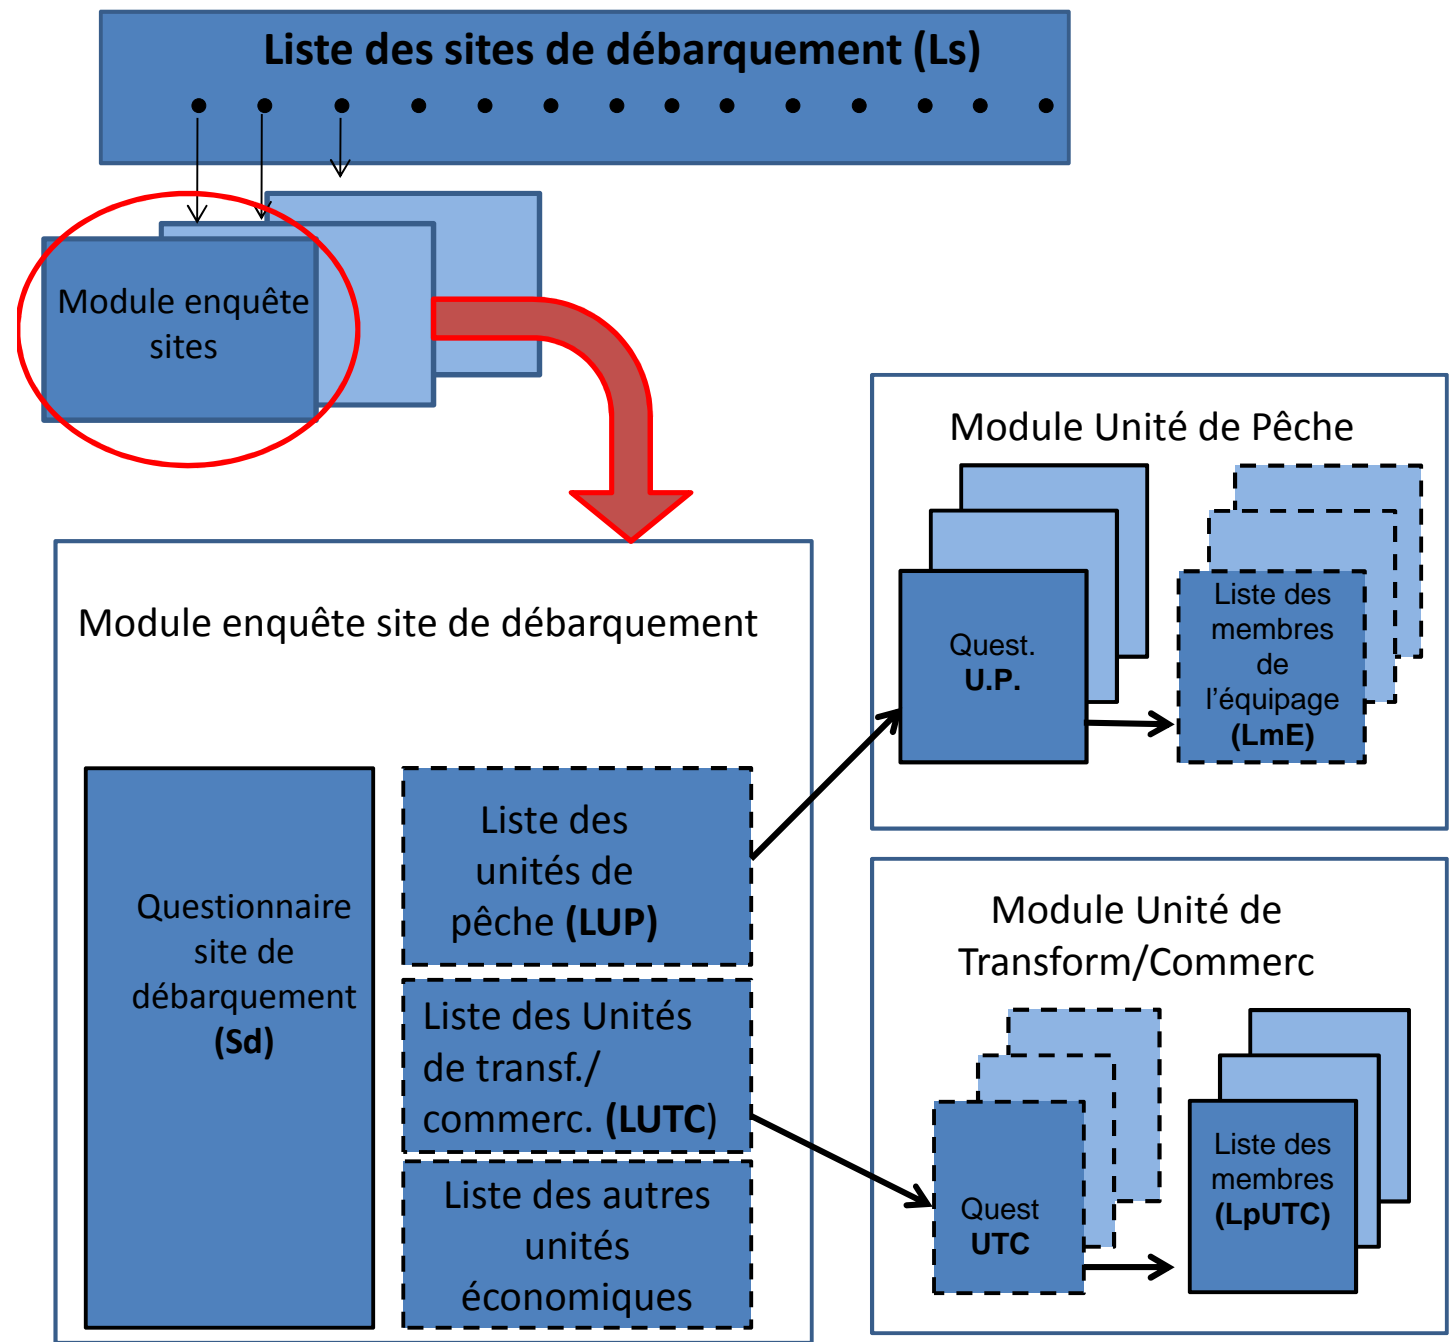 Liste des sites de débarquement (Ls)
Module enquête
sites
Module enquête site de débarquement
Questionnaire
site de
débarquement
(Sd)
Liste des
unités de
pêche (LUP)
Liste des Unités
de transf./
commerc. (LUTC)
Liste des autres
unités
économiques
Module Unité de Pêche
Quest.
U.P.
Liste des
membres
de
l’équipage
(LmE)
Module Unité de
Transform/Commerc
Quest
UTC
Liste des
membres
(LpUTC)